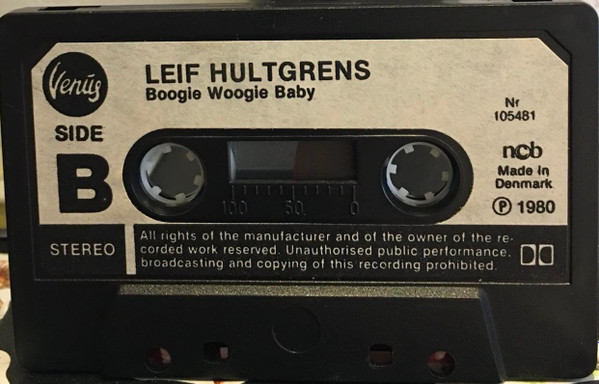 Venús
LEIF HULTGRENS
Boogie Woogie Baby
Nr
105481
SIDE
B
ncb
Made in
Denmark
Ⓟ 1980
100 50 0
STEREO
All rights of the manufacturer and of the owner of the re-
corded work reserved. Unauthorised public performance,
broadcasting and copying of this recording prohibited.